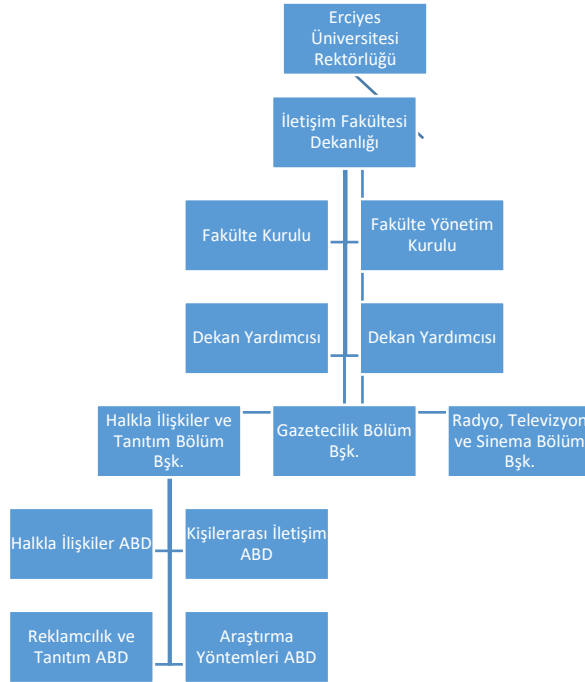 Erciyes
Üniversitesi
Rektörlüğü
İletişim Fakültesi
Dekanlığı
Fakülte Kurulu
Fakülte Yönetim
Kurulu
Dekan Yardımcısı
Dekan Yardımcısı
Halkla İlişkiler ve
Tanıtım Bölüm
Bşk.
Gazetecilik Bölüm
Bşk.
Radyo, Televizyon
ve Sinema Bölüm
Bşk.
Halkla İlişkiler ABD
Kişilerarası İletişim
ABD
Reklamcılık ve
Tanıtım ABD
Araştırma
Yöntemleri ABD